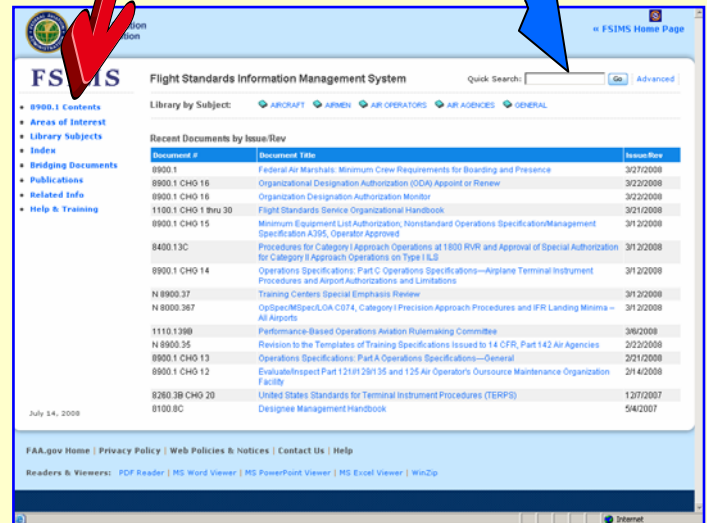 ion
tion
« FSIMS Home Page
FS IS
Flight Standards Information Management System
Quick Search:
Go
Advanced
• 8900.1 Contents
• Areas of Interest
• Library Subjects
• Index
• Bridging Documents
• Publications
• Related Info
• Help & Training
Library by Subject: AIRCRAFT AIRMEN AIR OPERATORS AIR AGENCIES GENERAL
Recent Documents by Issue/Rev
Document # Document Title Issue/Rev
8900.1 Federal Air Marshals: Minimum Crew Requirements for Boarding and Presence 3/27/2008
8900.1 CHG 16 Organizational Designation Authorization (ODA) Appoint or Renew 3/22/2008
8900.1 CHG 16 Organization Designation Authorization Monitor 3/22/2008
1100.1 CHG 1 thru 30 Flight Standards Service Organizational Handbook 3/21/2008
8900.1 CHG 15 Minimum Equipment List Authorization, Nonstandard Operations Specification/Management 3/12/2008
Specification A395, Operator Approved
8400.13C Procedures for Category I Approach Operations at 1800 RVR and Approval of Special Authorization 3/12/2008
for Category II Approach Operations on Type I ILS
8900.1 CHG 14 Operations Specifications: Part C Operations Specifications—Airplane Terminal Instrument 3/12/2008
Procedures and Airport Authorizations and Limitations
N 8900.37 Training Centers Special Emphasis Review 3/12/2008
N 8000.367 OpSpec/MSpec/LOA C074, Category I Precision Approach Procedures and IFR Landing Minima – 3/12/2008
All Airports
1110.139B Performance-Based Operations Aviation Rulemaking Committee 3/6/2008
N 8900.35 Revision to the Templates of Training Specifications Issued to 14 CFR, Part 142 Air Agencies 2/22/2008
8900.1 CHG 13 Operations Specifications: Part A Operations Specifications—General 2/21/2008
8900.1 CHG 12 Evaluate/Inspect Part 121/129/135 and 125 Air Operator's Oursource Maintenance Organization 2/14/2008
Facility
8260.3B CHG 20 United States Standards for Terminal Instrument Procedures (TERPS) 12/7/2007
8100.8C Designee Management Handbook 5/4/2007
July 14, 2008
FAA.gov Home | Privacy Policy | Web Policies & Notices | Contact Us | Help
Readers & Viewers: PDF Reader | MS Word Viewer | MS PowerPoint Viewer | MS Excel Viewer | WinZip
Internet